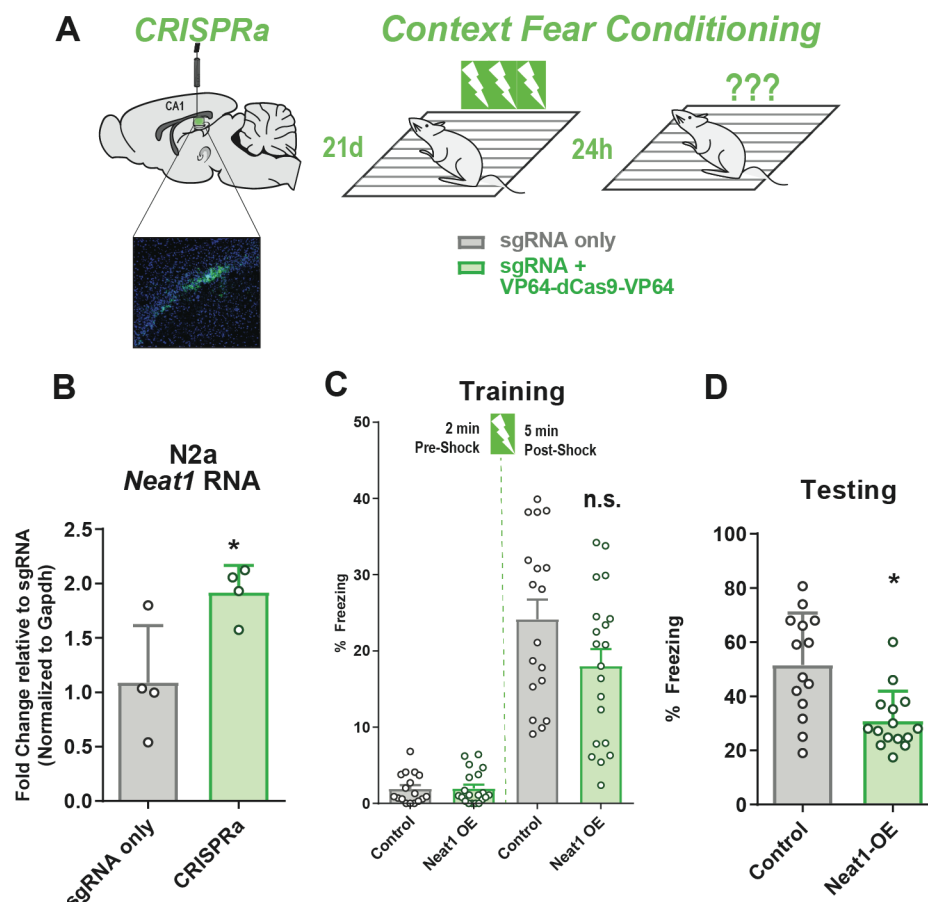 A
CRISPRa
Context Fear Conditioning
CA1
21d
24h
???
sgRNA only
sgRNA +
VP64-dCas9-VP64
B
N2a
Neat1 RNA
Fold Change relative to sgRNA
(Normalized to Gapdh)
2.5
2.0
1.5
1.0
0.5
0.0
*
sgRNA only
CRISPRa
C
Training
2 min
Pre-Shock
5 min
Post-Shock
% Freezing
50
40
30
20
10
0
n.s.
Control
Neat1 OE
Control
Neat1 OE
D
Testing
% Freezing
100
80
60
40
20
0
*
Control
Neat1-OE